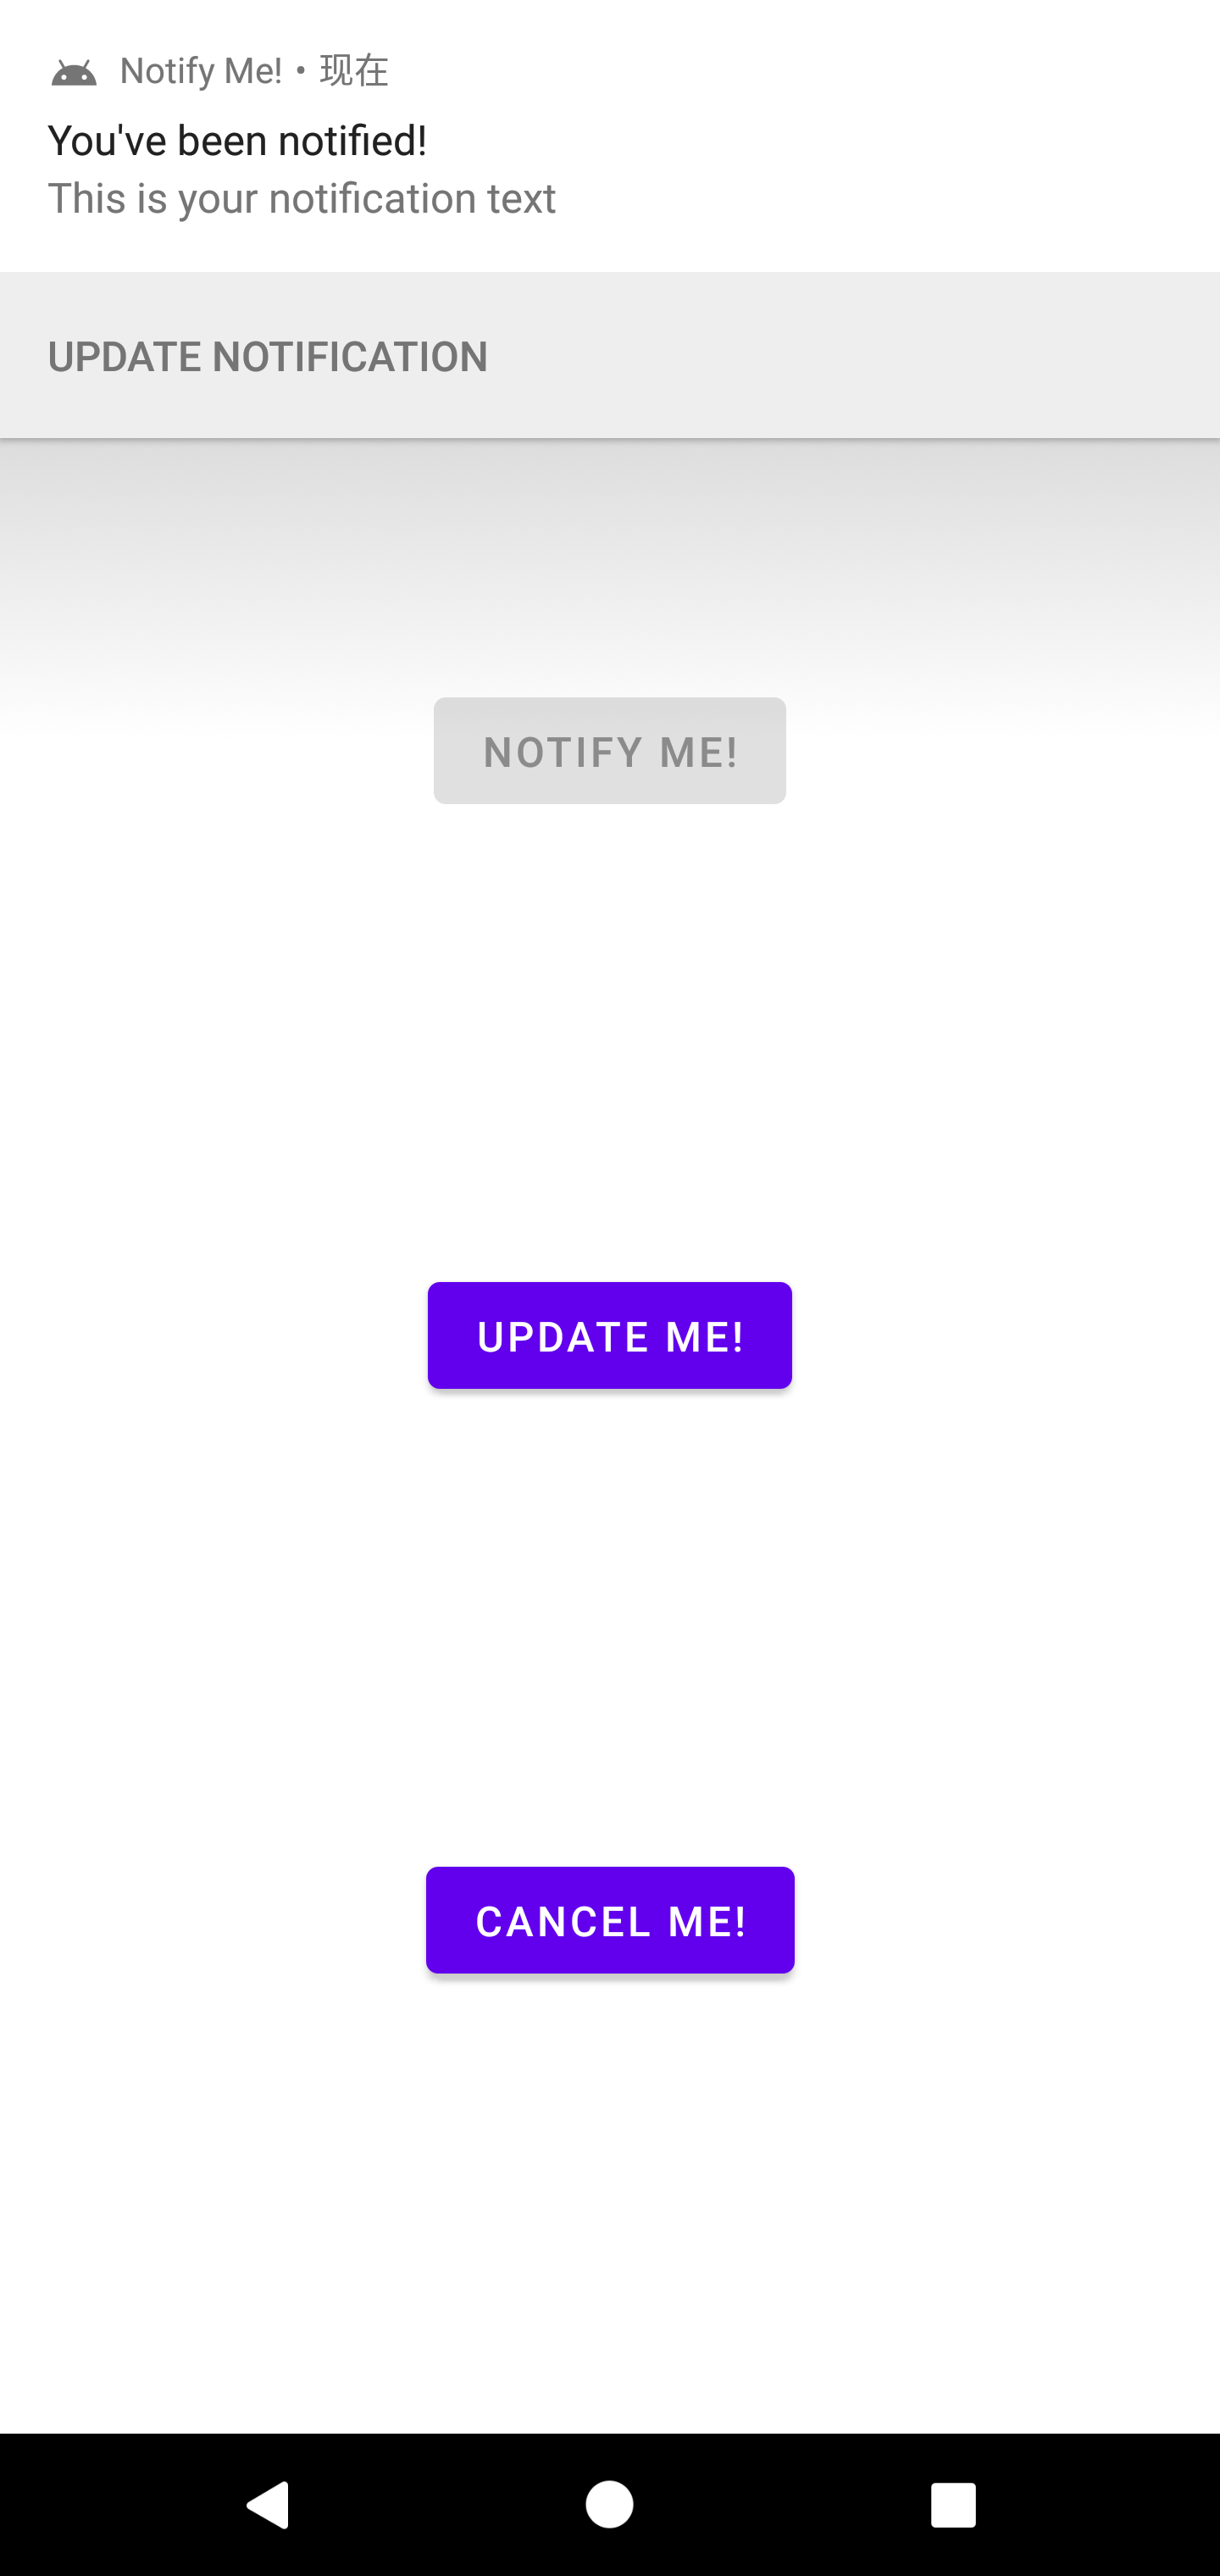 Notify Me! • 现在
You've been notified!
This is your notification text
UPDATE NOTIFICATION
NOTIFY ME!
UPDATE ME!
CANCEL ME!